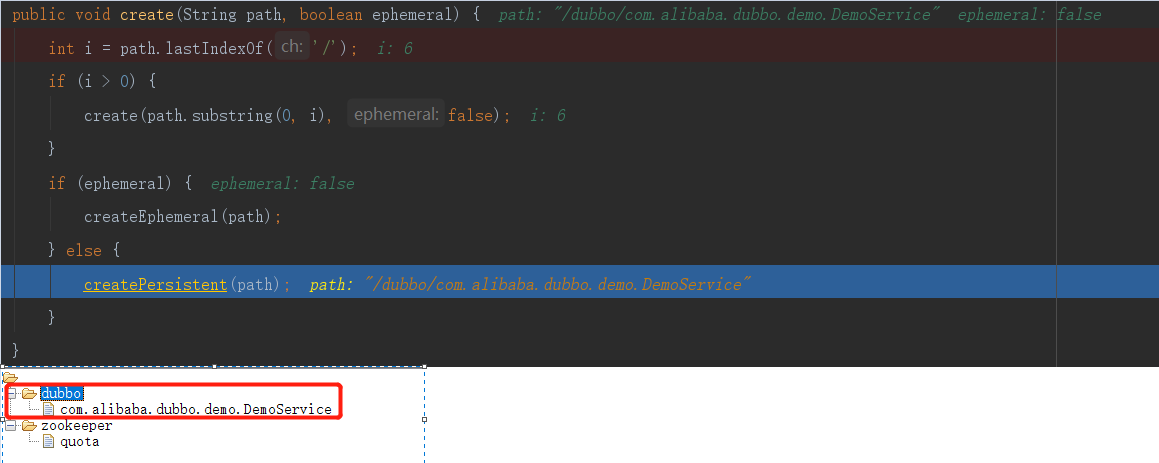 public void create(String path, boolean ephemeral) { path: "/dubbo/com.alibaba.dubbo.demo.DemoService" ephemeral: false
int i = path.lastIndexOf( ch: '/'); i: 6
if (i > 0) {
create(path.substring(0, i), ephemeral: false); i: 6
}
if (ephemeral) { ephemeral: false
createEphemeral(path);
} else {
createPersistent(path); path: "/dubbo/com.alibaba.dubbo.demo.DemoService"
}
}
dubbo
com.alibaba.dubbo.demo.DemoService
zookeeper
quota